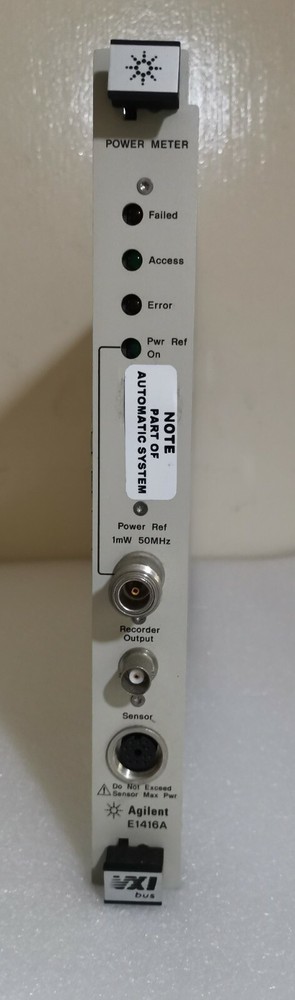 POWER METER
Failed
Access
Error
Pwr Ref
On
NOTE
PART OF
AUTOMATIC SYSTEM
Power Ref
1mW 50MHz
Recorder
Output
Sensor
Do Not Exceed
Sensor Max Pwr
Agilent
E1416A
VXI
bus